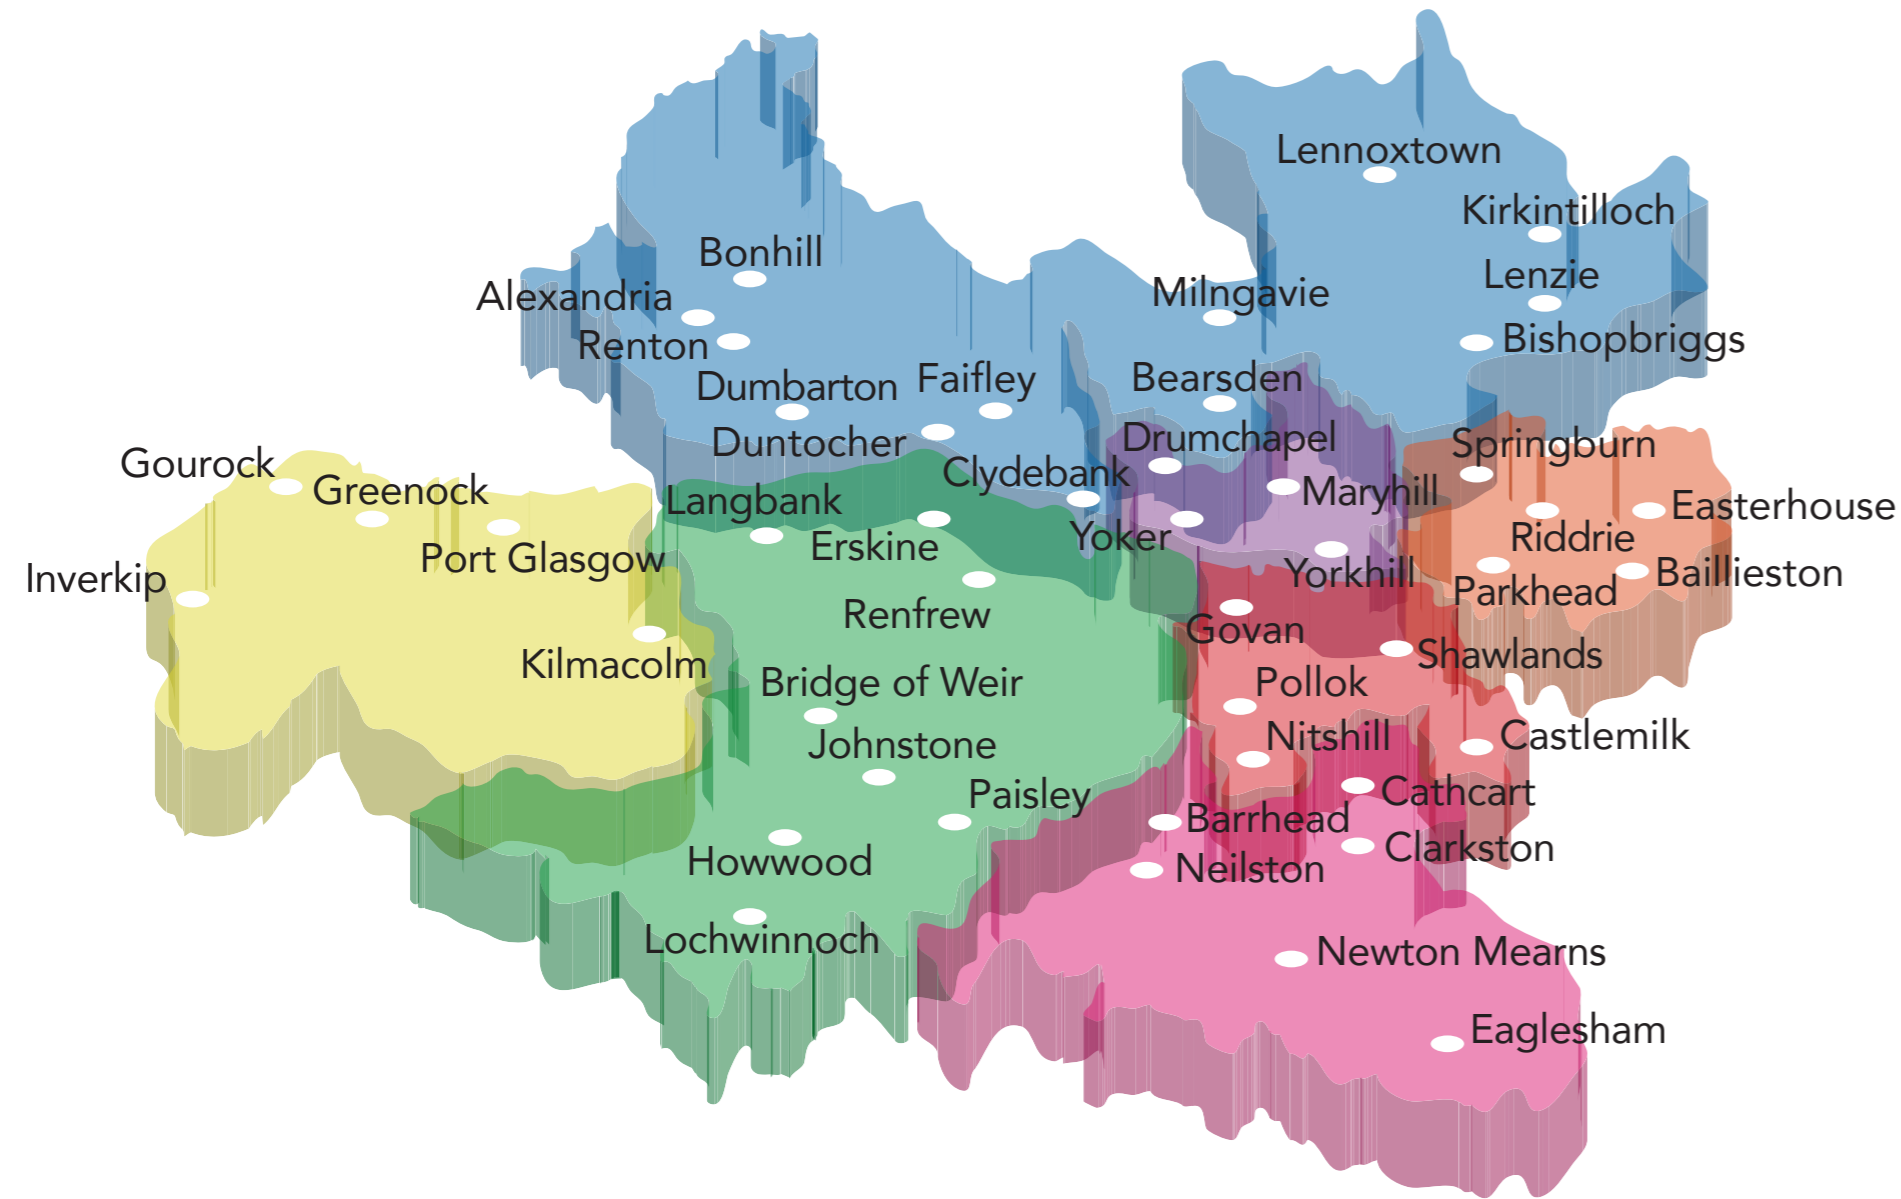 Lennoxtown
Kirkintilloch
Bonhill
Lenzie
Alexandria
Milngavie
Renton
Bishopbriggs
Dumbarton
Faifley
Bearsden
Duntocher
Drumchapel
Springburn
Gourock
Clydebank
Greenock
Langbank
Maryhill
Easterhouse
Yoker
Riddrie
Port Glasgow
Erskine
Inverkip
Yorkhill
Parkhead
Baillieston
Renfrew
Govan
Kilmacolm
Shawlands
Bridge of Weir
Pollok
Johnstone
Nitshill
Castlemilk
Paisley
Cathcart
Barrhead
Howwood
Clarkston
Neilston
Lochwinnoch
Newton Mearns
Eaglesham